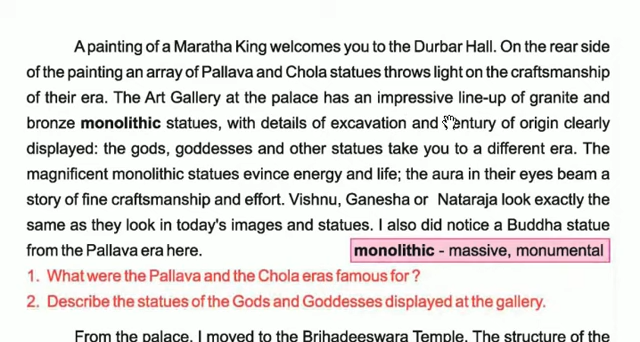 A painting of a Maratha King welcomes you to the Durbar Hall. On the rear side
of the painting an array of Pallava and Chola statues throws light on the craftsmanship
of their era. The Art Gallery at the palace has an impressive line-up of granite and
bronze monolithic statues, with details of excavation and century of origin clearly
displayed: the gods, goddesses and other statues take you to a different era. The
magnificent monolithic statues evince energy and life; the aura in their eyes beam a
story of fine craftsmanship and effort. Vishnu, Ganesha or Nataraja look exactly the
same as they look in today's images and statues. I also did notice a Buddha statue
from the Pallava era here.
monolithic - massive, monumental
1. What were the Pallava and the Chola eras famous for ?
2. Describe the statues of the Gods and Goddesses displayed at the gallery.
From the palace, I moved to the Brihadeeswara Temple. The structure of the